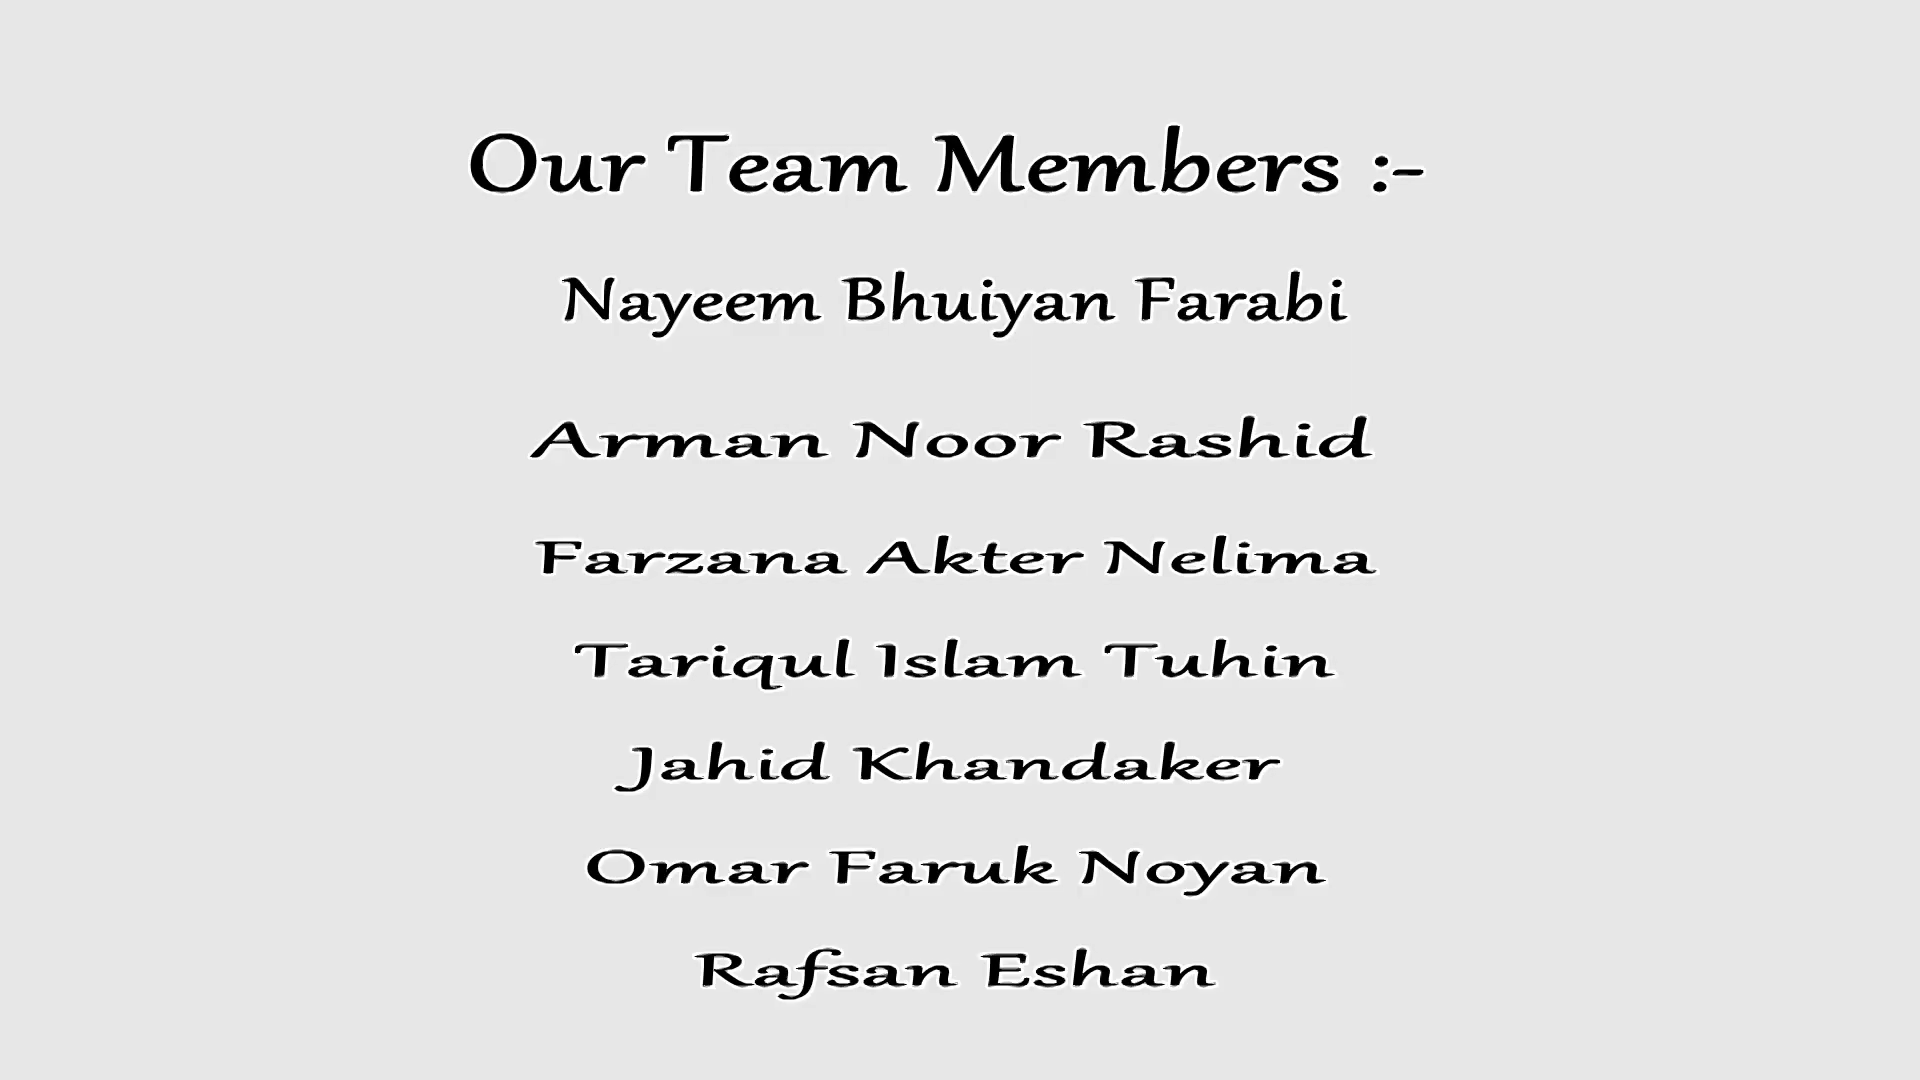 Our Team Members :-
Nayeem Bhuiyan Farabi
Arman Noor Rashid
Farzana Akter Nelima
Tariqul Islam Tuhin
Jahid Khandaker
Omar Faruk Noyan
Rafsan Eshan